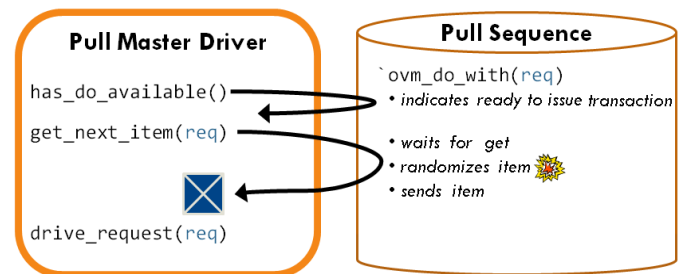 Pull Master Driver
has_do_available()
get_next_item(req)
drive_request(req)
Pull Sequence
`ovm_do_with(req)
• indicates ready to issue transaction
• waits for get
• randomizes item
• sends item